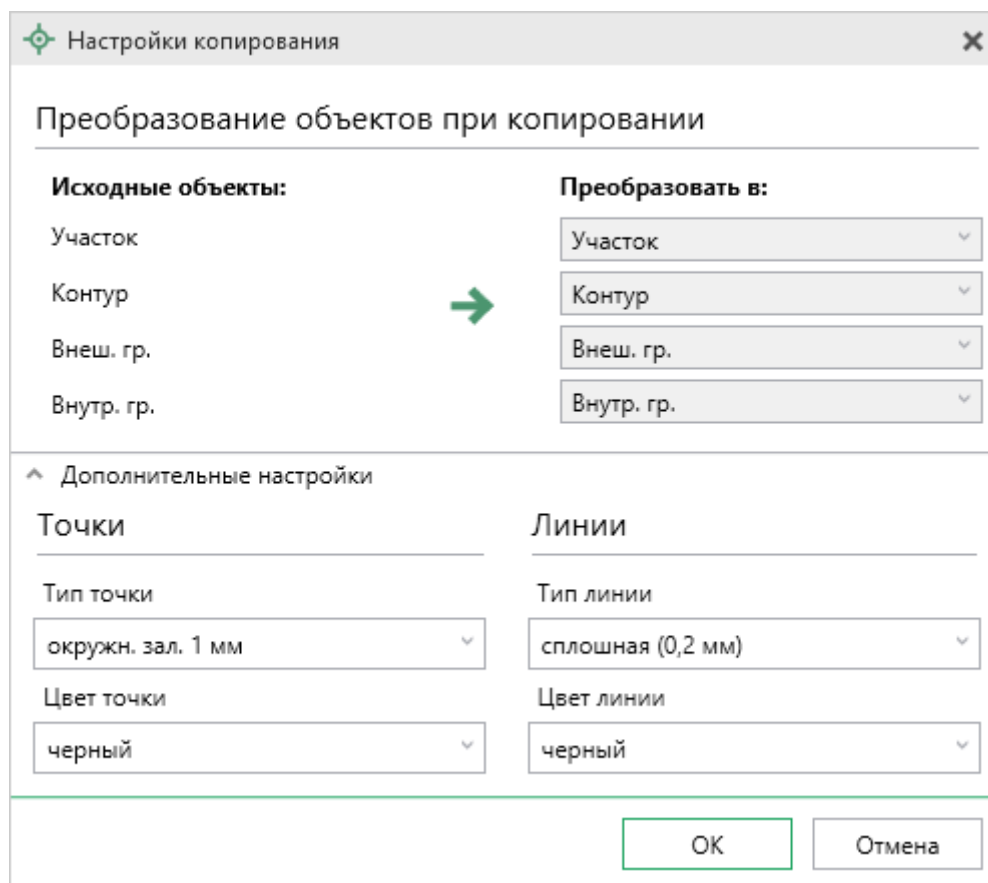 Настройки копирования
Преобразование объектов при копировании
Исходные объекты: Преобразовать в:
Участок Участок
Контур Контур
Внеш. гр. Внеш. гр.
Внутр. гр. Внутр. гр.
Дополнительные настройки
Точки Линии
Тип точки Тип линии
окружн. зал. 1 мм сплошная (0,2 мм)
Цвет точки Цвет линии
черный черный
ОК Отмена